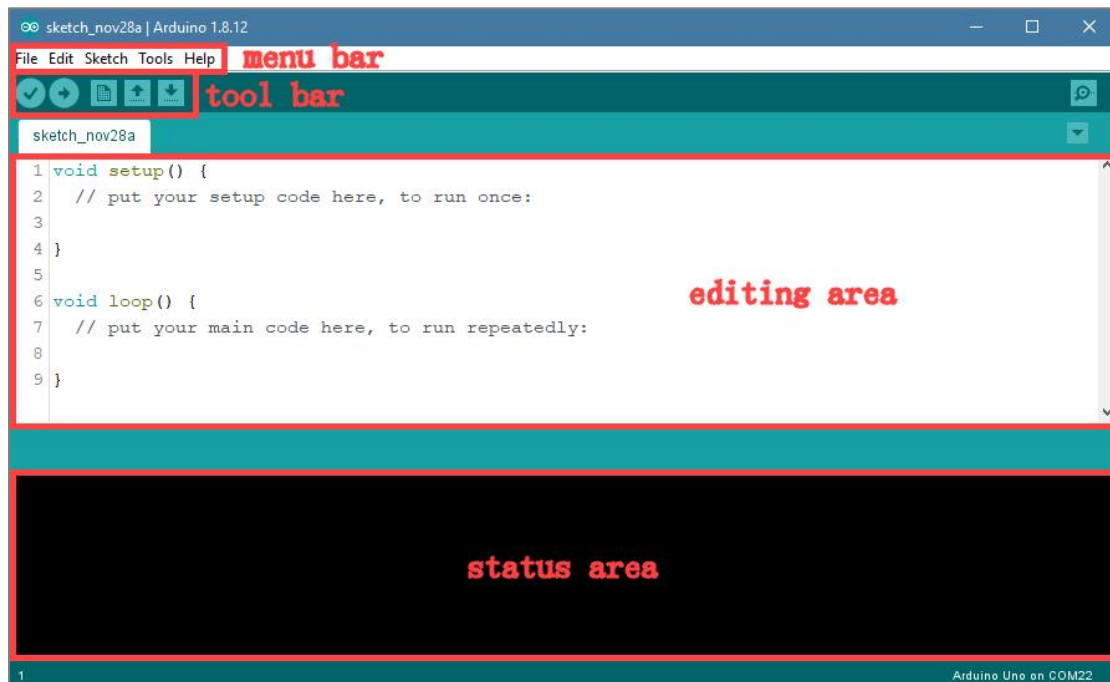 sketch_nov28a | Arduino 1.8.12
File Edit Sketch Tools Help menu bar
tool bar
sketch_nov28a
1 void setup() {
2 // put your setup code here, to run once:
3
4 }
5
6 void loop() {
editing area
7 // put your main code here, to run repeatedly:
8
9 }
status area
1 Arduino Uno on COM22